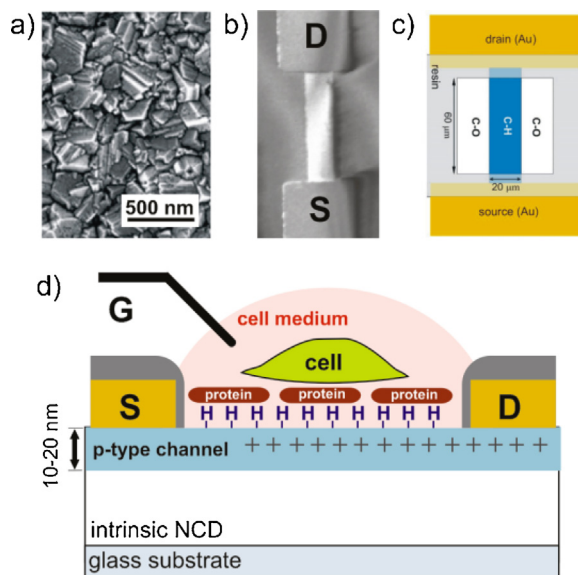 a)
500 nm
b)
D
S
c)
drain (Au)
resin
60 µm
C-O
C-H
C-O
20 µm
source (Au)
d)
G
cell medium
cell
protein protein protein
H H H H H H H H H H H
S
D
10-20 nm
p-type channel + + + + + + + + + + + + +
intrinsic NCD
glass substrate